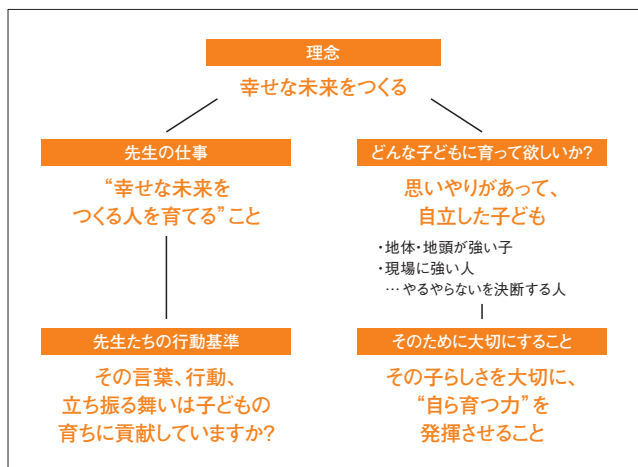 理念
幸せな未来をつくる
先生の仕事
“幸せな未来を
つくる人を育てる”こと
どんな子どもに育って欲しいか?
思いやりがあって、
自立した子ども
・地体・地頭が強い子
・現場に強い人
…やるやらないを決断する人
先生たちの行動基準
その言葉、行動、
立ち振る舞いは子どもの
育ちに貢献していますか?
そのために大切にすること
その子らしさを大切に、
“自ら育つ力”を
発揮させること